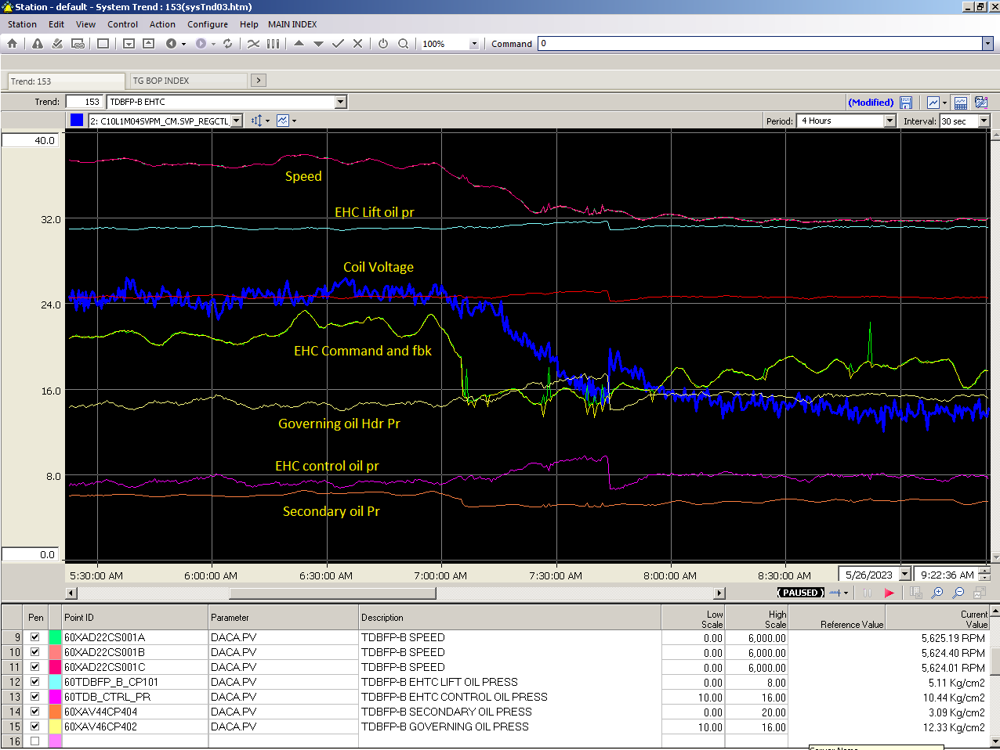 Station - default - System Trend : 153(sysTnd03.htm)
Station Edit View Control Action Configure Help MAIN INDEX
100% Command 0
Trend: 153 TG BOP INDEX >
Trend: 153 TDBFP-B EHTC (Modified)
2: C10L1M04SVPM_CM.SVP_REGCTL Period: 4 Hours Interval: 30 sec
40.0
Speed
EHC Lift oil pr
32.0
Coil Voltage
24.0
EHC Command and fbk
16.0
Governing oil Hdr Pr
EHC control oil pr
8.0
Secondary oil Pr
0.0
5:30:00 AM 6:00:00 AM 6:30:00 AM 7:00:00 AM 7:30:00 AM 8:00:00 AM 8:30:00 AM 5/26/2023 9:22:36 AM
(PAUSED)
Pen Point ID Parameter Description Low Scale High Scale Reference Value Current Value
9 60XAD22CS001A DACA.PV TDBFP-B SPEED 0.00 6,000.00 5,625.19 RPM
10 60XAD22CS001B DACA.PV TDBFP-B SPEED 0.00 6,000.00 5,624.40 RPM
11 60XAD22CS001C DACA.PV TDBFP-B SPEED 0.00 6,000.00 5,624.01 RPM
12 60TDBFP_B_CP101 DACA.PV TDBFP-B EHTC LIFT OIL PRESS 0.00 8.00 5.11 Kg/cm2
13 60TDB_CTRL_PR DACA.PV TDBFP-B EHTC CONTROL OIL PRESS 10.00 16.00 10.44 Kg/cm2
14 60XAV44CP404 DACA.PV TDBFP-B SECONDARY OIL PRESS 0.00 20.00 3.09 Kg/cm2
15 60XAV46CP402 DACA.PV TDBFP-B GOVERNING OIL PRESS 10.00 16.00 12.33 Kg/cm2
16